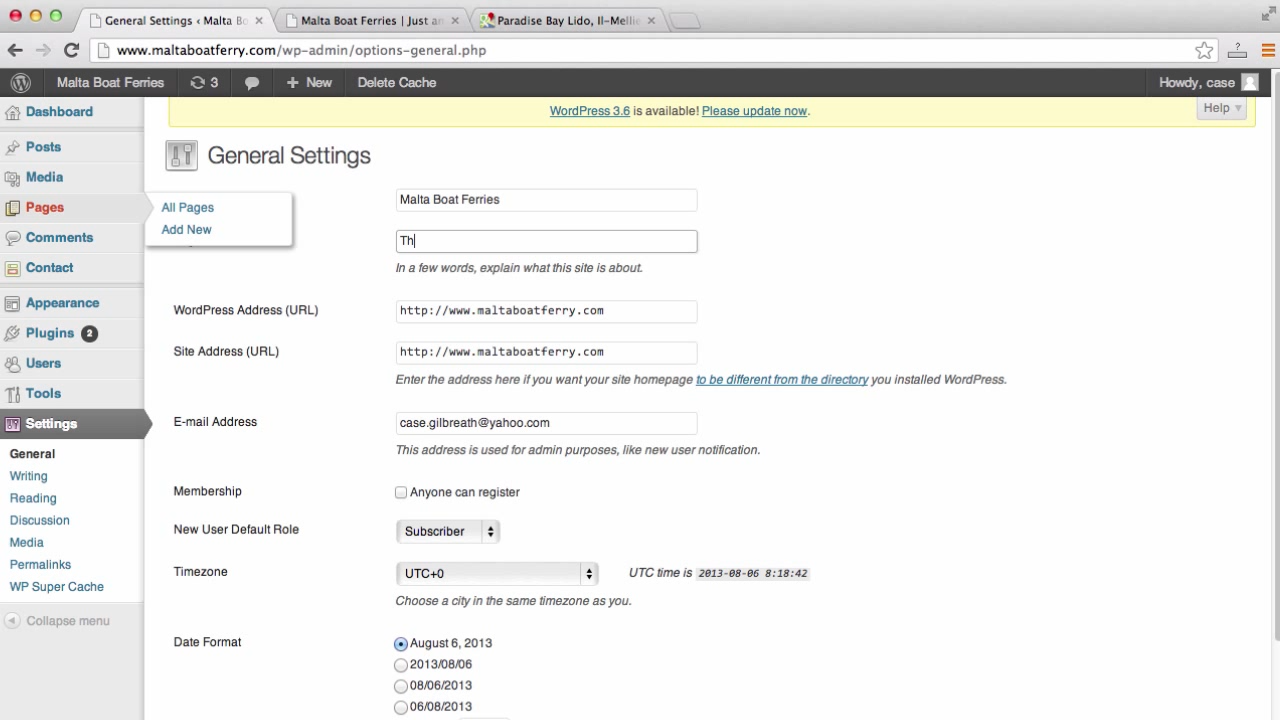 General Settings ‹ Malta Bo
Malta Boat Ferries | Just an
Paradise Bay Lido, Il-Mellie
www.maltaboatferry.com/wp-admin/options-general.php
Malta Boat Ferries
3
New
Delete Cache
Howdy, case
WordPress 3.6 is available! Please update now.
Help
Dashboard
Posts
Media
Pages
Comments
Contact
Appearance
Plugins 2
Users
Tools
Settings
General
Writing
Reading
Discussion
Media
Permalinks
WP Super Cache
Collapse menu
All Pages
Add New
General Settings
Malta Boat Ferries
Th
In a few words, explain what this site is about.
WordPress Address (URL)
http://www.maltaboatferry.com
Site Address (URL)
http://www.maltaboatferry.com
Enter the address here if you want your site homepage to be different from the directory you installed WordPress.
E-mail Address
case.gilbreath@yahoo.com
This address is used for admin purposes, like new user notification.
Membership
Anyone can register
New User Default Role
Subscriber
Timezone
UTC+0
UTC time is 2013-08-06 8:18:42
Choose a city in the same timezone as you.
Date Format
August 6, 2013
2013/08/06
08/06/2013
06/08/2013